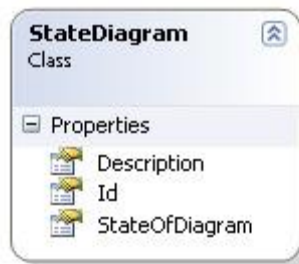 StateDiagram
Class
Properties
Description
Id
StateOfDiagram